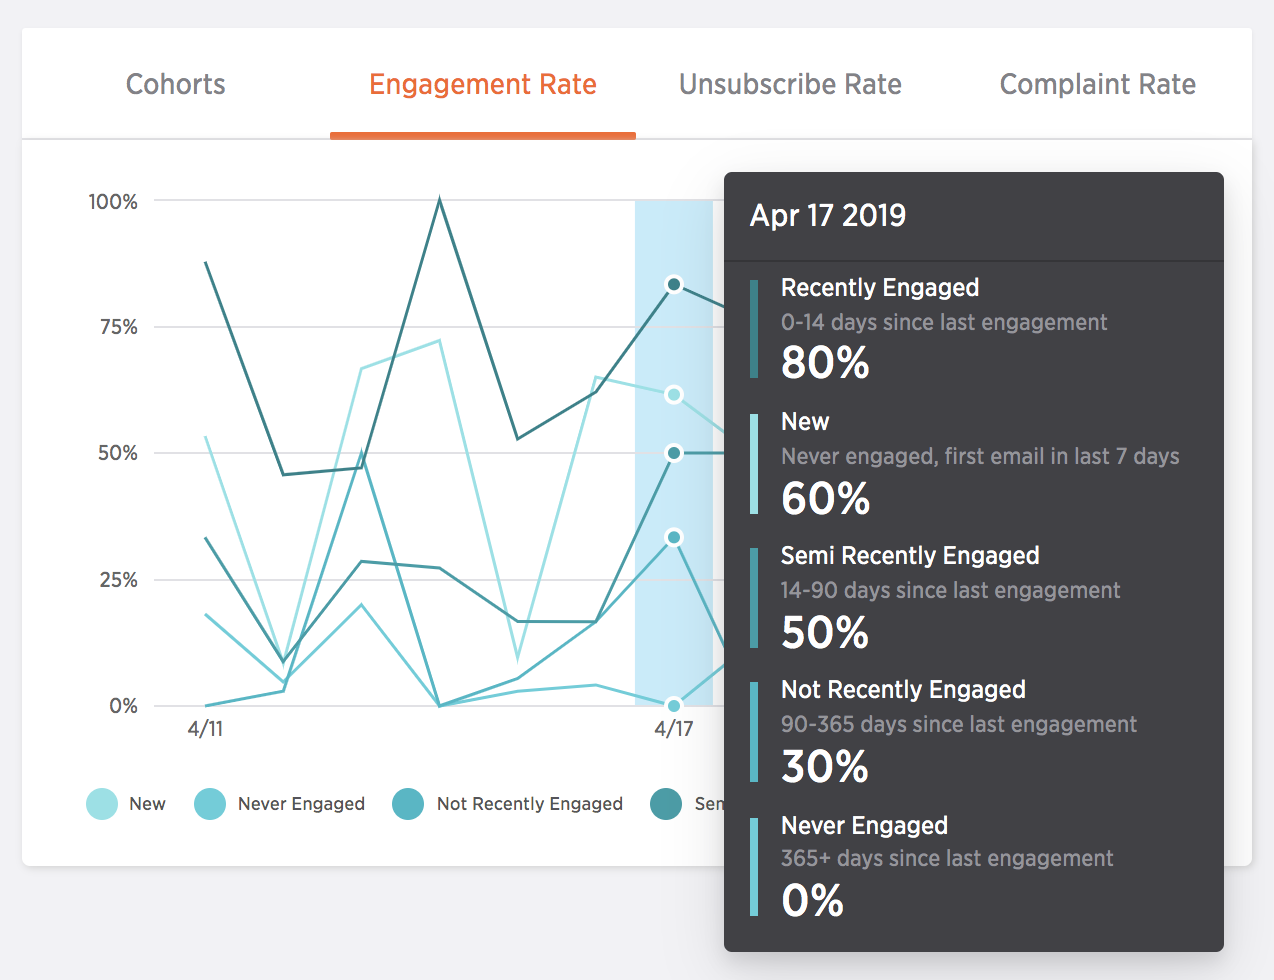 Cohorts Engagement Rate Unsubscribe Rate Complaint Rate
100%
75%
50%
25%
0%
4/11 4/17
New Never Engaged Not Recently Engaged
Apr 17 2019
Recently Engaged
0-14 days since last engagement
80%
New
Never engaged, first email in last 7 days
60%
Semi Recently Engaged
14-90 days since last engagement
50%
Not Recently Engaged
90-365 days since last engagement
30%
Never Engaged
365+ days since last engagement
0%